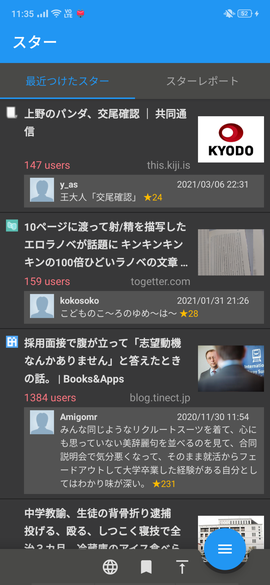 11:35
スター
最近つけたスター
スターレポート
上野のパンダ、交尾確認 ｜ 共同通
信
KYODO
147 users
this.kiji.is
y_as
2021/03/06 22:31
王大人「交尾確認」★24
10ページに渡って射/精を描写した
エロラノベが話題に キンキンキン
キンの100倍ひどいラノベの文章 ...
159 users
togetter.com
kokosoko
2021/01/31 21:26
こどものこ〜ろのゆめ〜は〜 ★28
採用面接で腹が立って「志望動機
なんかありません」と答えたとき
の話。 | Books&Apps
1384 users
blog.tinect.jp
Amigomr
2020/11/30 11:54
みんな同じようなリクルートスーツを着て、心に
も思っていない美辞麗句を並べるのを見て、合同
説明会で気分悪くなって、そのまま就活からフェ
ードアウトして大学卒業した経験がある自分とし
てはわかり味が深い。 ★231
中学教諭、生徒の背骨折り逮捕
投げる、殴る、しつこく寝技で全